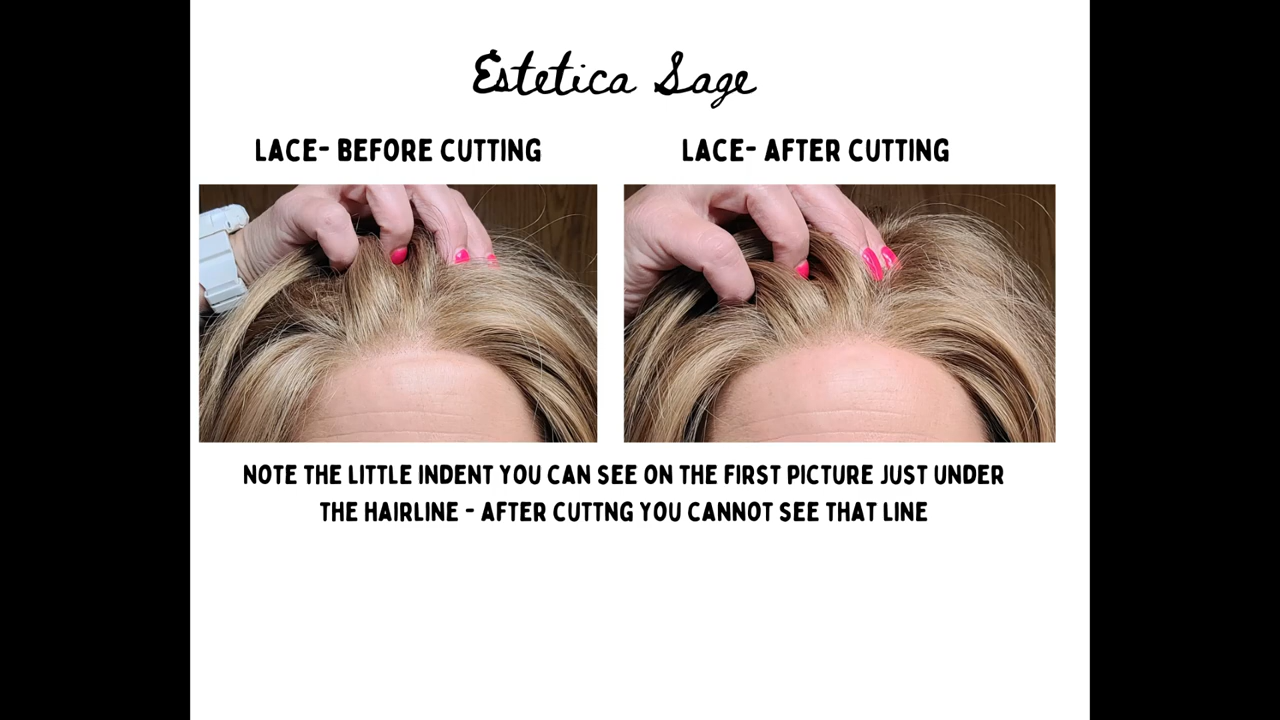 Estetica Sage
LACE- BEFORE CUTTING
LACE- AFTER CUTTING
NOTE THE LITTLE INDENT YOU CAN SEE ON THE FIRST PICTURE JUST UNDER
THE HAIRLINE - AFTER CUTTNG YOU CANNOT SEE THAT LINE